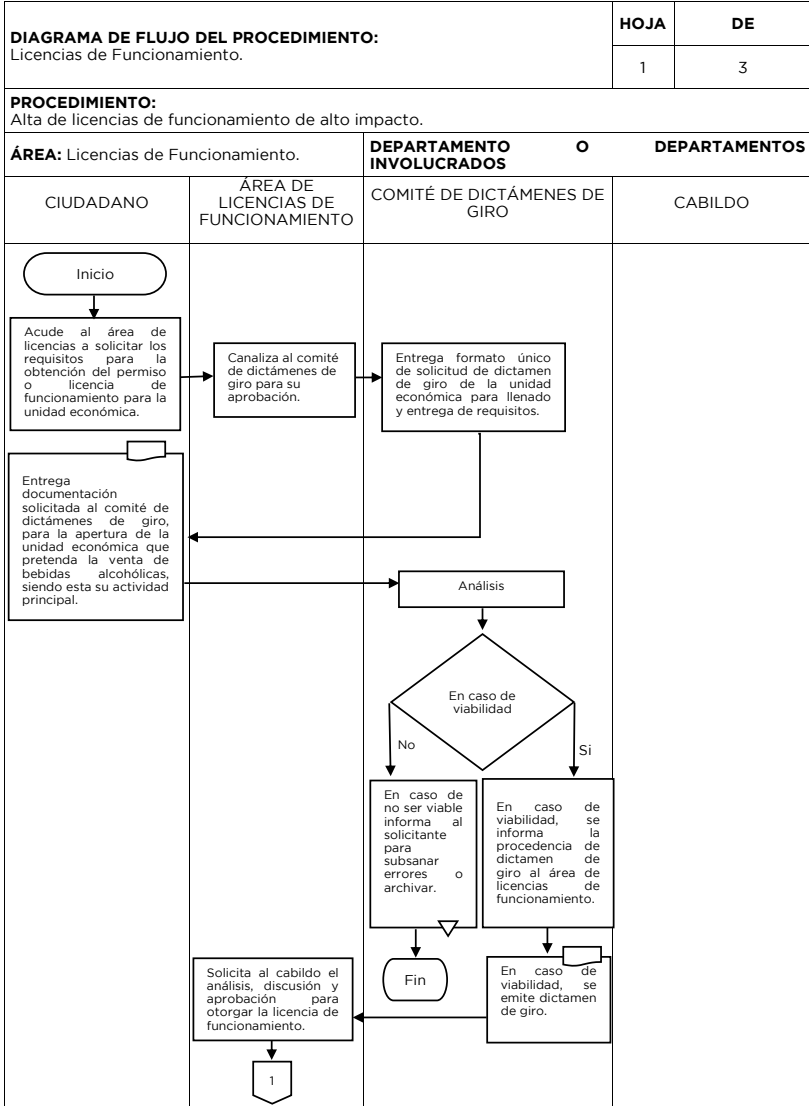 DIAGRAMA DE FLUJO DEL PROCEDIMIENTO:
Licencias de Funcionamiento.
HOJA
DE
1
3
PROCEDIMIENTO:
Alta de licencias de funcionamiento de alto impacto.
ÁREA: Licencias de Funcionamiento.
DEPARTAMENTO O DEPARTAMENTOS
INVOLUCRADOS
CIUDADANO
ÁREA DE
LICENCIAS DE
FUNCIONAMIENTO
COMITÉ DE DICTÁMENES DE
GIRO
CABILDO
Inicio
Acude al área de
licencias a solicitar los
requisitos para la
obtención del permiso
o licencia de
funcionamiento para la
unidad económica.
Canaliza al comité
de dictámenes de
giro para su
aprobación.
Entrega formato único
de solicitud de dictamen
de giro de la unidad
económica para llenado
y entrega de requisitos.
Entrega
documentación
solicitada al comité de
dictámenes de giro,
para la apertura de la
unidad económica que
pretenda la venta de
bebidas alcohólicas,
siendo esta su actividad
principal.
Análisis
En caso de
viabilidad
No
Si
En caso de
no ser viable
informa al
solicitante
para
subsanar
errores o
archivar.
En caso de
viabilidad, se
informa la
procedencia de
dictamen de
giro al área de
licencias de
funcionamiento.
Fin
En caso de
viabilidad, se
emite dictamen
de giro.
Solicita al cabildo el
análisis, discusión y
aprobación para
otorgar la licencia de
funcionamiento.
1